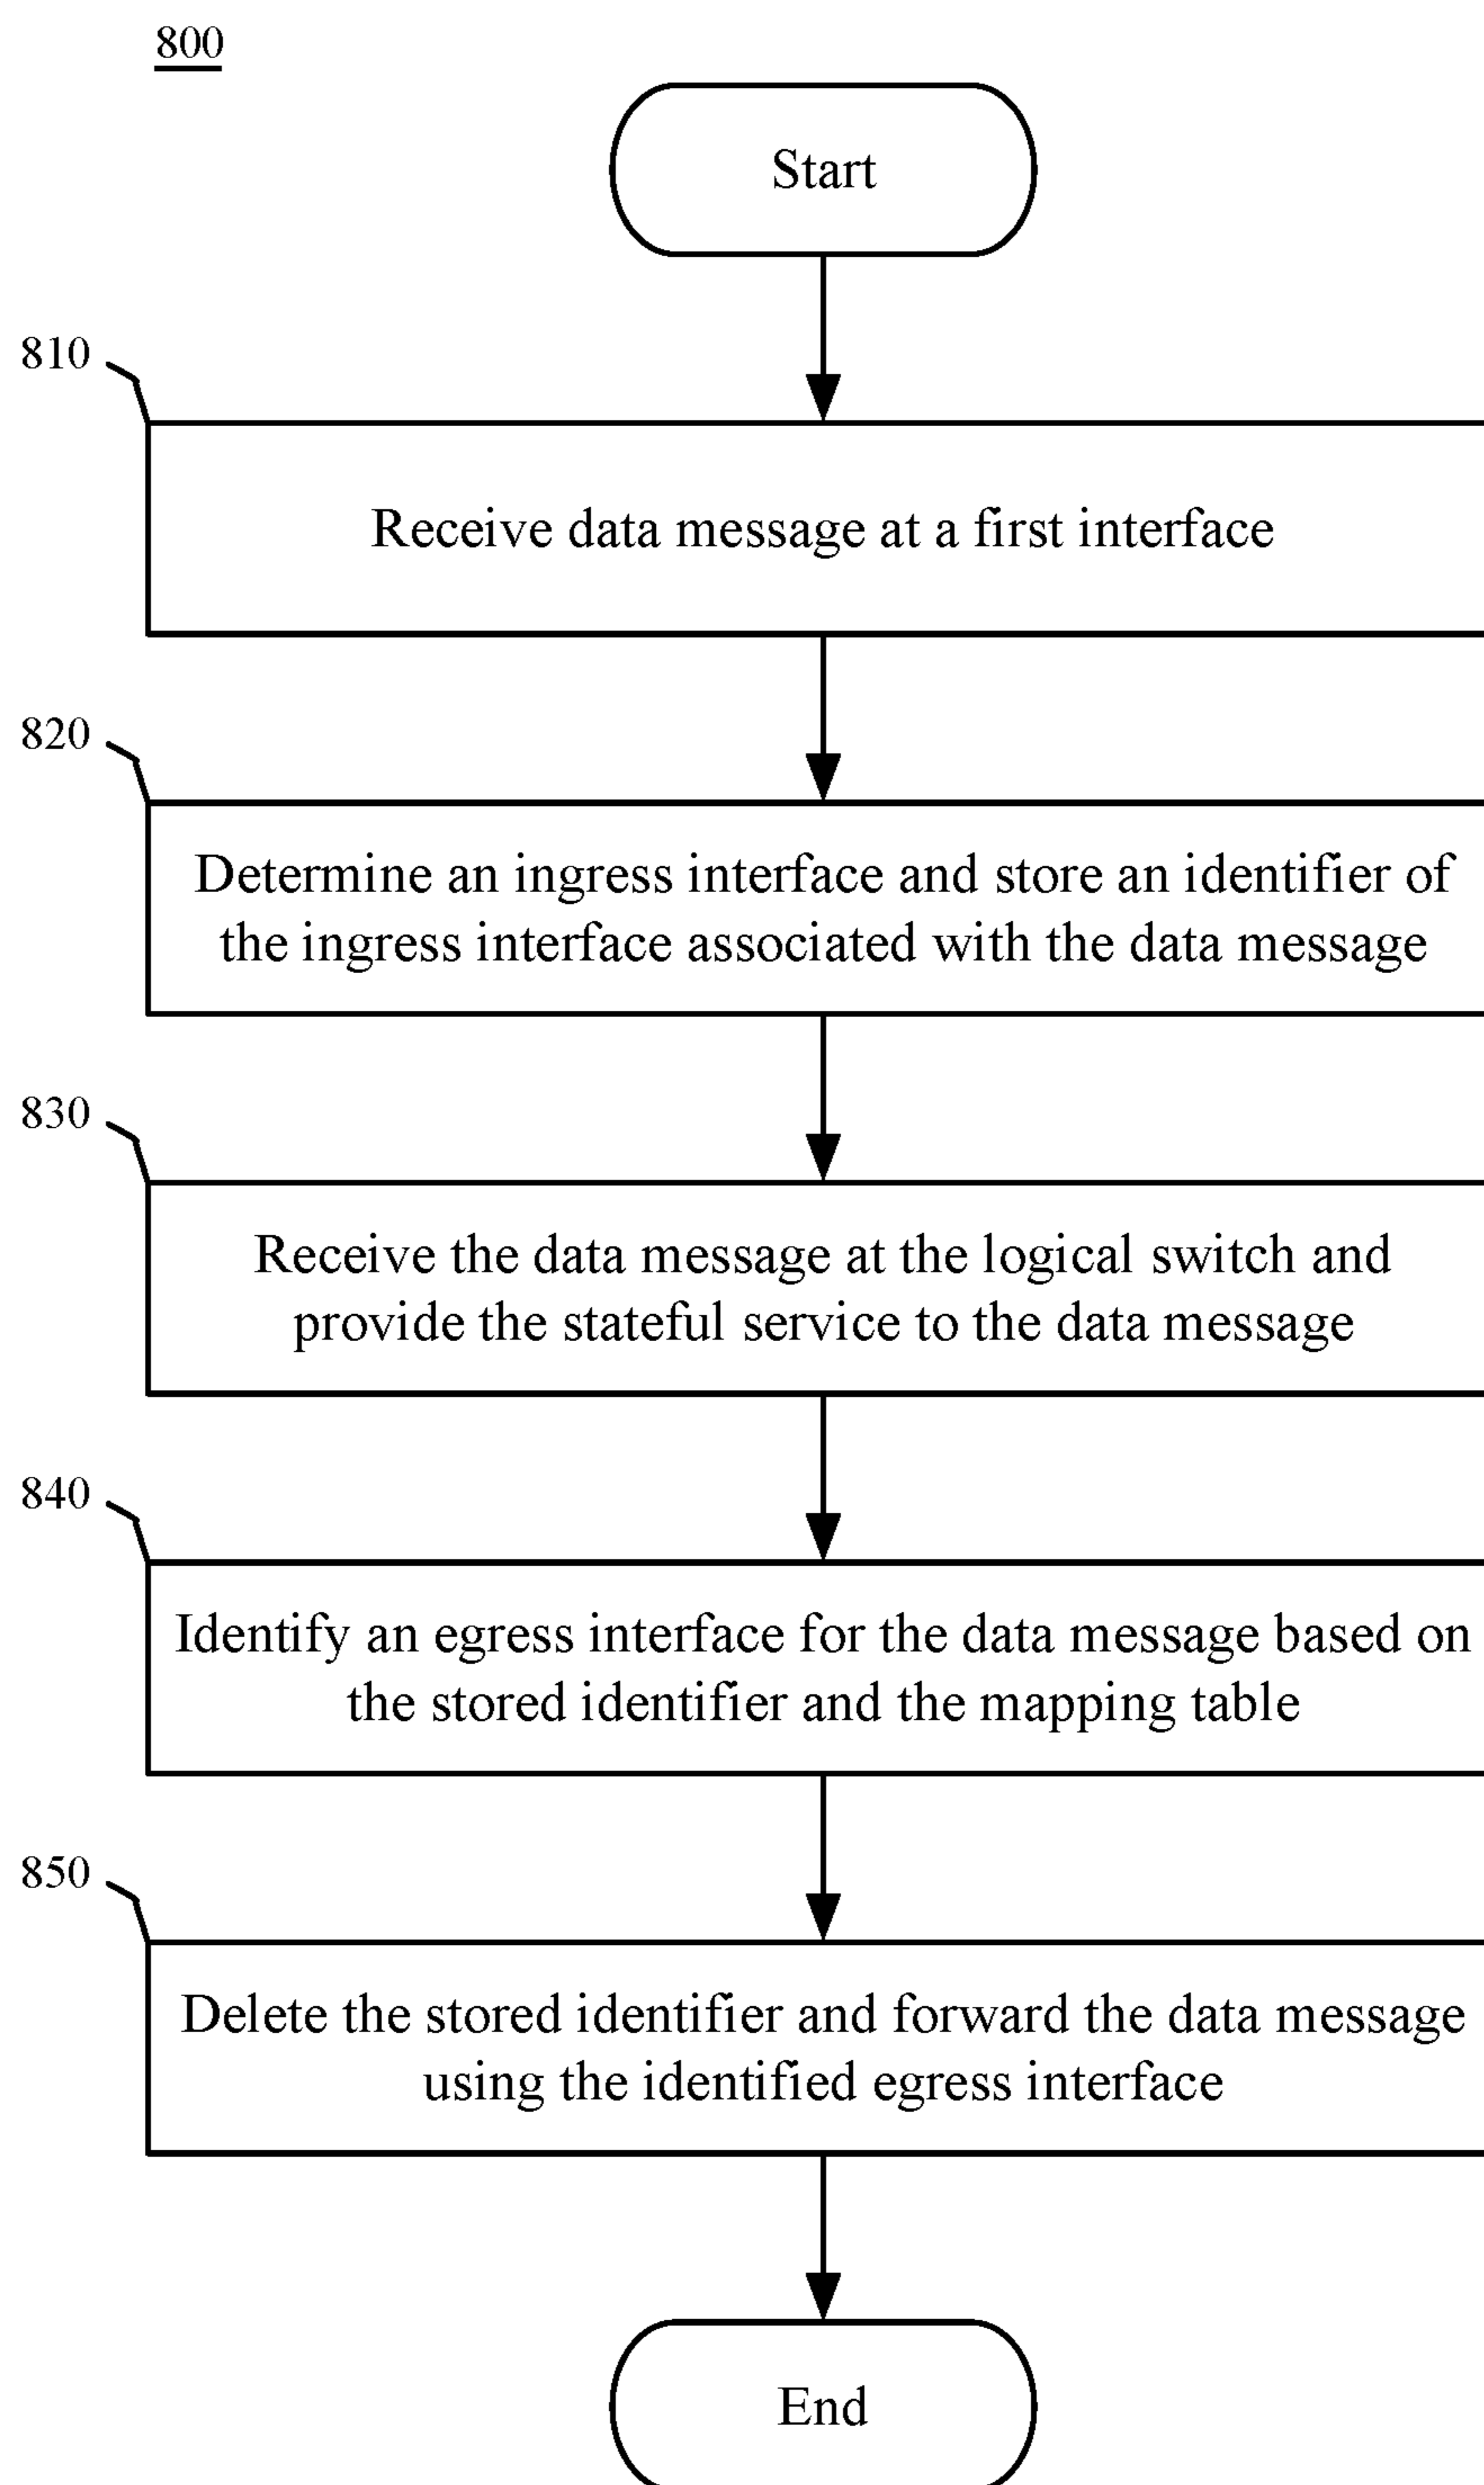 800
Start
810
Receive data message at a first interface
820
Determine an ingress interface and store an identifier of
the ingress interface associated with the data message
830
Receive the data message at the logical switch and
provide the stateful service to the data message
840
Identify an egress interface for the data message based on
the stored identifier and the mapping table
850
Delete the stored identifier and forward the data message
using the identified egress interface
End